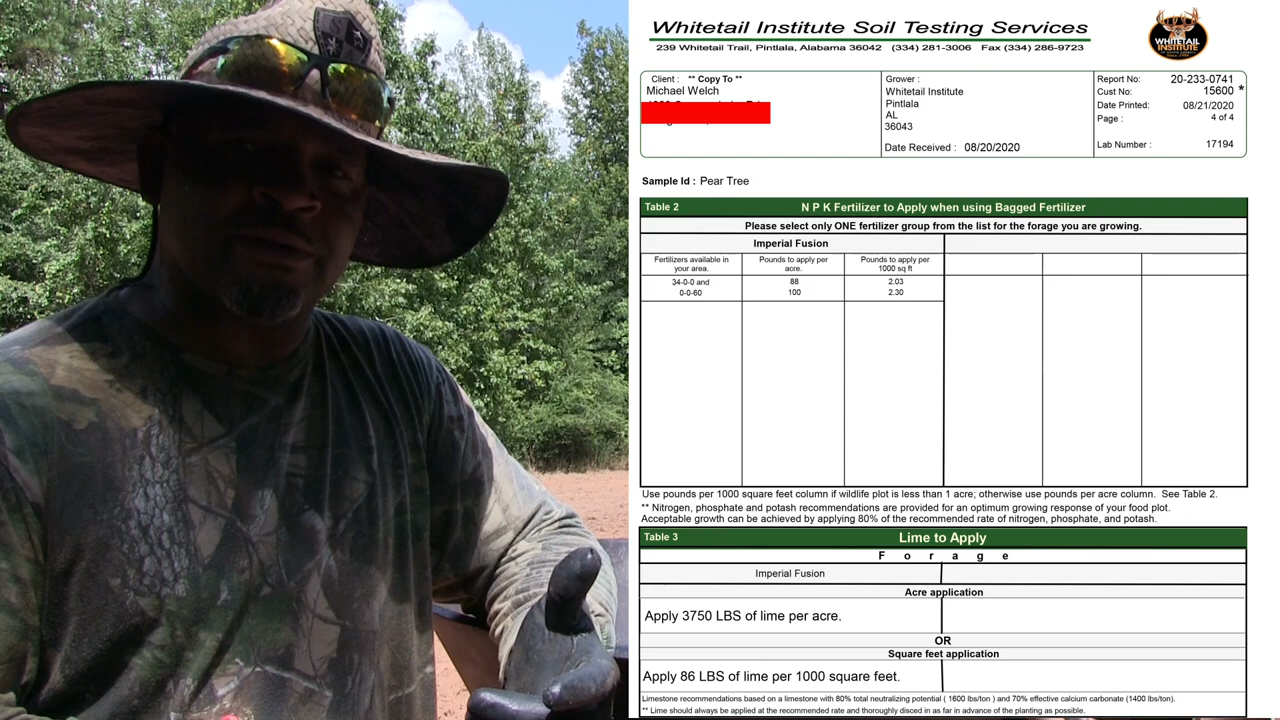 Whitetail Institute Soil Testing Services
239 Whitetail Trail, Pintlala, Alabama 36042 (334) 281-3006 Fax (334) 286-9723
WHITETAIL
INSTITUTE
Client : ** Copy To **
Michael Welch
Grower :
Whitetail Institute
Pintlala
AL
36043
Date Received : 08/20/2020
Report No: 20-233-0741
Cust No: 15600 *
Date Printed: 08/21/2020
Page : 4 of 4
Lab Number : 17194
Sample Id : Pear Tree
Table 2 N P K Fertilizer to Apply when using Bagged Fertilizer
Please select only ONE fertilizer group from the list for the forage you are growing.
Imperial Fusion
Fertilizers available in your area. Pounds to apply per acre. Pounds to apply per 1000 sq ft
34-0-0 and 88 2.03
0-0-60 100 2.30
Use pounds per 1000 square feet column if wildlife plot is less than 1 acre; otherwise use pounds per acre column. See Table 2.
** Nitrogen, phosphate and potash recommendations are provided for an optimum growing response of your food plot.
Acceptable growth can be achieved by applying 80% of the recommended rate of nitrogen, phosphate, and potash.
Table 3 Lime to Apply
F o r a g e
Imperial Fusion
Acre application
Apply 3750 LBS of lime per acre.
OR
Square feet application
Apply 86 LBS of lime per 1000 square feet.
Limestone recommendations based on a limestone with 80% total neutralizing potential ( 1600 lbs/ton ) and 70% effective calcium carbonate (1400 lbs/ton).
** Lime should always be applied at the recommended rate and thoroughly disced in as far in advance of the planting as possible.